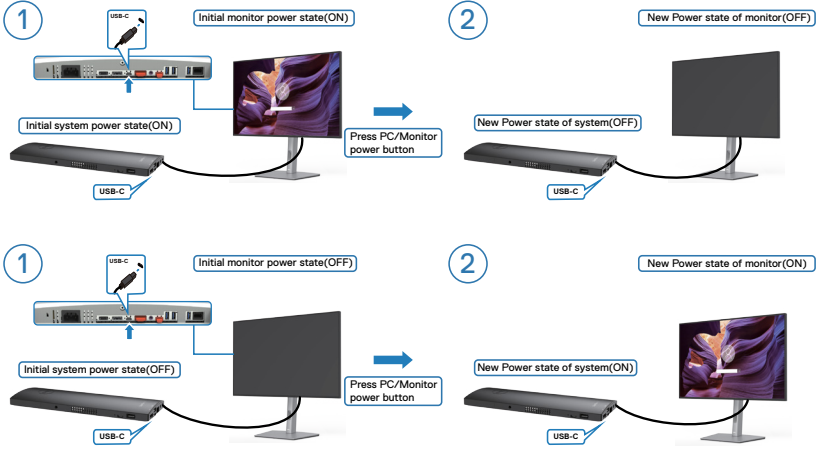 1
USB-C
Initial monitor power state(ON)
Initial system power state(ON)
USB-C
Press PC/Monitor
power button
2
New Power state of monitor(OFF)
New Power state of system(OFF)
USB-C
1
USB-C
Initial monitor power state(OFF)
Initial system power state(OFF)
USB-C
Press PC/Monitor
power button
2
New Power state of monitor(ON)
New Power state of system(ON)
USB-C